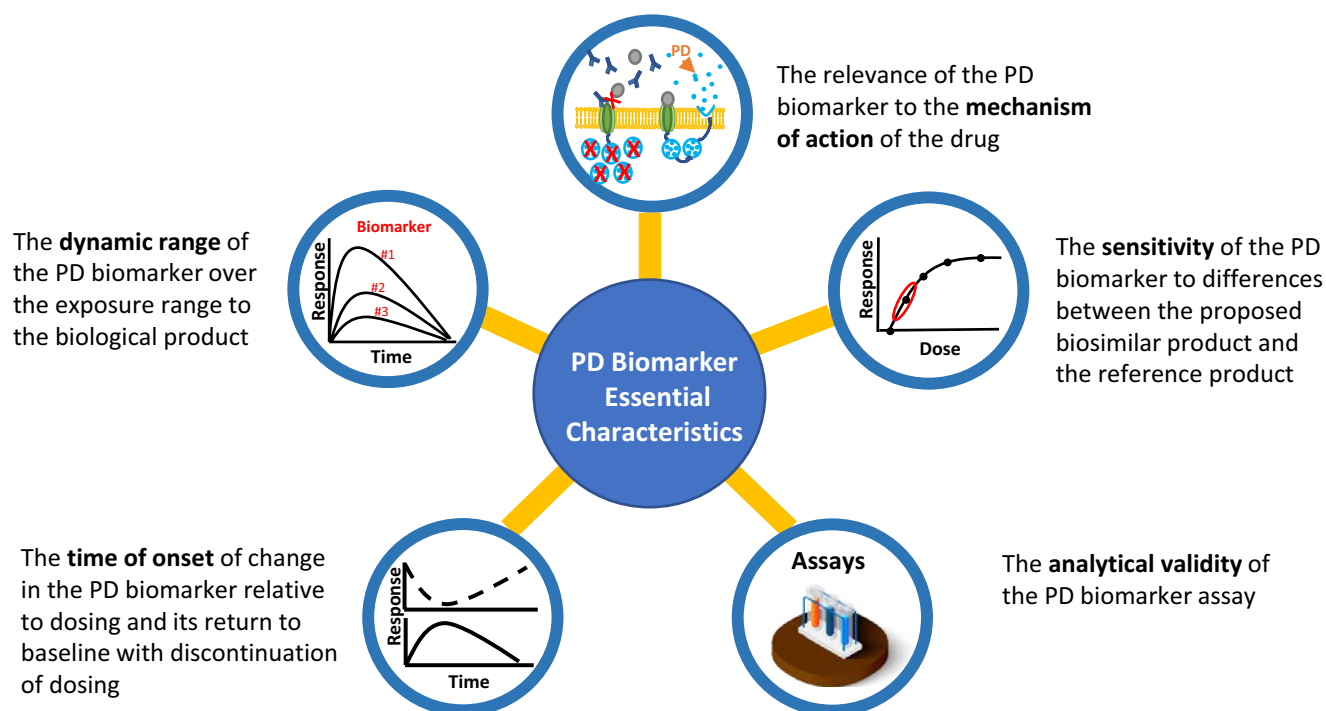 PD
The relevance of the PD
biomarker to the mechanism
of action of the drug
The dynamic range of
the PD biomarker over
the exposure range to
the biological product
Biomarker
#1
#2
#3
Response
Time
Response
Dose
The sensitivity of the PD
biomarker to differences
between the proposed
biosimilar product and
the reference product
PD Biomarker
Essential
Characteristics
The time of onset of change
in the PD biomarker relative
to dosing and its return to
baseline with discontinuation
of dosing
Response
Response
Time
Assays
The analytical validity of
the PD biomarker assay